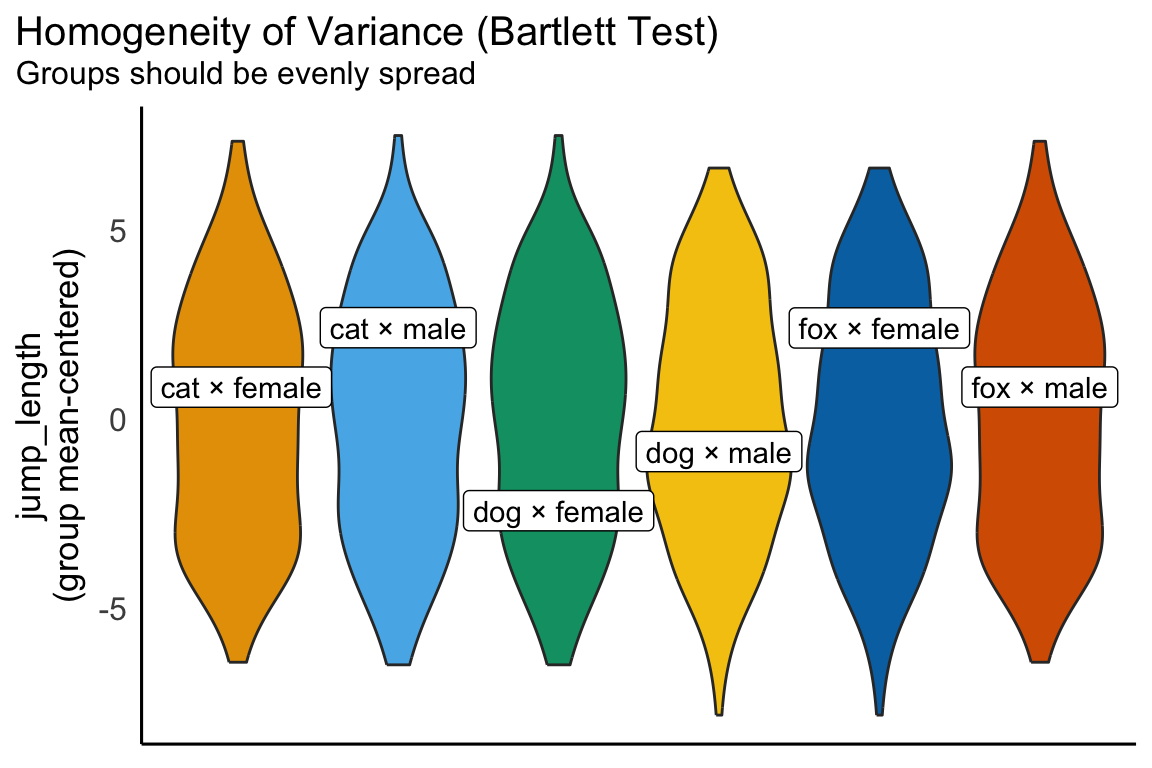 Homogeneity of Variance (Bartlett Test)
Groups should be evenly spread
jump_length
(group mean-centered)
5
0
-5
cat × female
cat × male
dog × female
dog × male
fox × female
fox × male